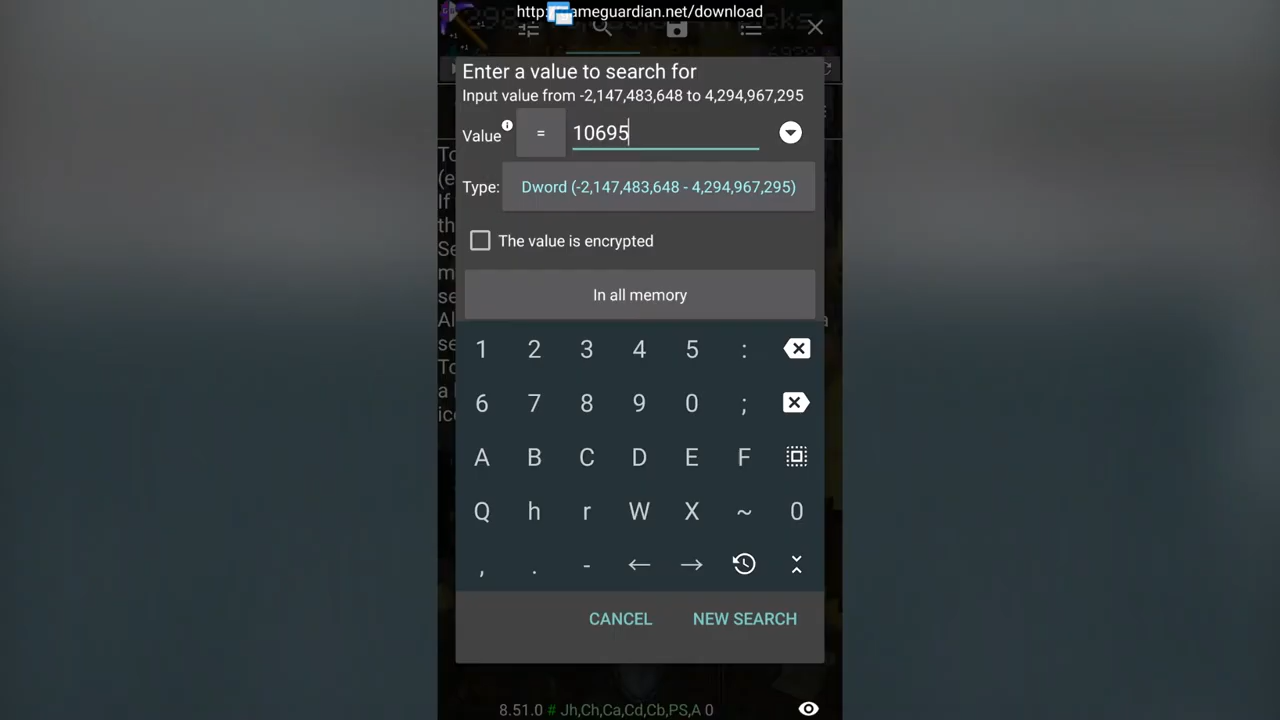 http:/ameguardian.net/download
Enter a value to search for
Input value from -2,147,483,648 to 4,294,967,295
Value = 10695
Type: Dword (-2,147,483,648 - 4,294,967,295)
The value is encrypted
In all memory
1 2 3 4 5 :
6 7 8 9 0 ;
A B C D E F
Q h r W X ~ 0
, . - ← →
CANCEL NEW SEARCH
8.51.0 # Jh,Ch,Ca,Cd,Cb,PS,A 0